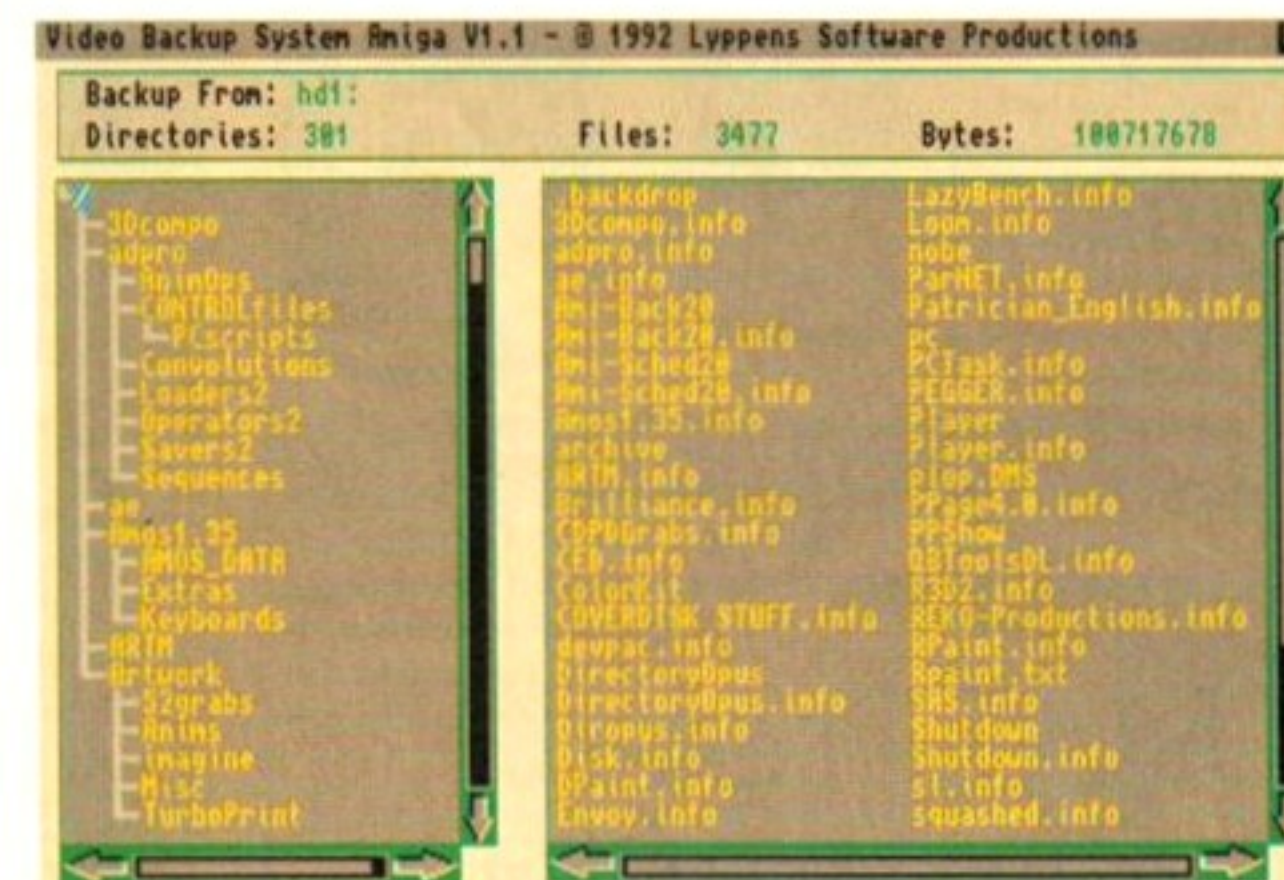 Video Backup System Amiga V1.1 - © 1992 Lyppens Software Productions
Backup From: hd1:
Directories: 301 Files: 3477 Bytes: 100717678
3Dcompo
adpro
AnimOps
CONTROLfiles
PCscripts
Convolutions
Loaders2
Operators2
Savers2
Sequences
ae
Amos1.35
AMOS_DATA
Extras
Keyboards
ARTM
Artwork
S2grabs
Anims
imagine
Misc
TurboPrint
.backdrop
3Dcompo.info
adpro.info
ae.info
Ami-Back20
Ami-Back20.info
Ami-Sched20
Ami-Sched20.info
Amos1.35.info
archive
ARTM.info
Brilliance.info
CDPDGrabs.info
CED.info
ColorKit
COVERDISK_STUFF.info
devpac.info
DirectoryOpus
DirectoryOpus.info
Diropus.info
Disk.info
DPaint.info
Envoy.info
LazyBench.info
Loom.info
nobe
ParNET.info
Patrician_English.info
pc
PCTask.info
PEGGER.info
Player
Player.info
plop.DMS
PPage4.0.info
PPShow
QBToolsDL.info
R3D2.info
REKO-Productions.info
RPaint.info
Rpaint.txt
SAS.info
Shutdown
Shutdown.info
sl.info
squashed.info